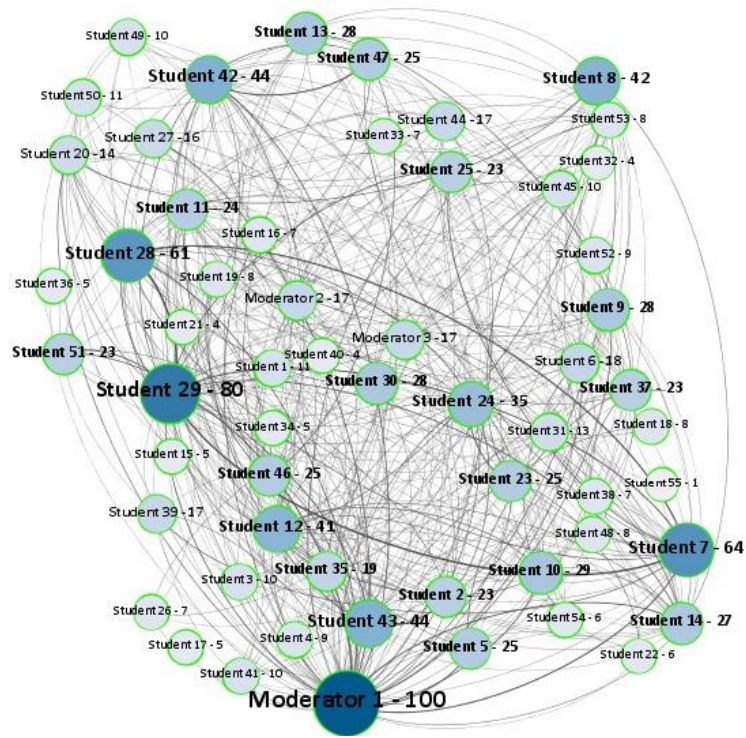 Student 13 - 28
Student 49 - 10
Student 47 - 25
Student 42 - 44
Student 8 - 42
Student 50 - 11
Student 44 - 17
Student 53 - 8
Student 33 - 7
Student 27 - 16
Student 20 - 14
Student 32 - 4
Student 25 - 23
Student 45 - 10
Student 11 - 24
Student 16 - 7
Student 28 - 61
Student 52 - 9
Student 19 - 8
Student 36 - 5
Moderator 2 - 17
Student 9 - 28
Student 21 - 4
Moderator 3 - 17
Student 51 - 23
Student 40 - 4
Student 6 - 18
Student 1 - 11
Student 30 - 28
Student 29 - 80
Student 37 - 23
Student 24 - 35
Student 18 - 8
Student 34 - 5
Student 31 - 13
Student 15 - 5
Student 46 - 25
Student 23 - 25
Student 55 - 1
Student 38 - 7
Student 39 - 17
Student 12 - 41
Student 48 - 8
Student 7 - 64
Student 35 - 19
Student 10 - 29
Student 3 - 10
Student 2 - 23
Student 26 - 7
Student 54 - 6
Student 43 - 44
Student 14 - 27
Student 4 - 9
Student 17 - 5
Student 5 - 25
Student 22 - 6
Student 41 - 10
Moderator 1 - 100